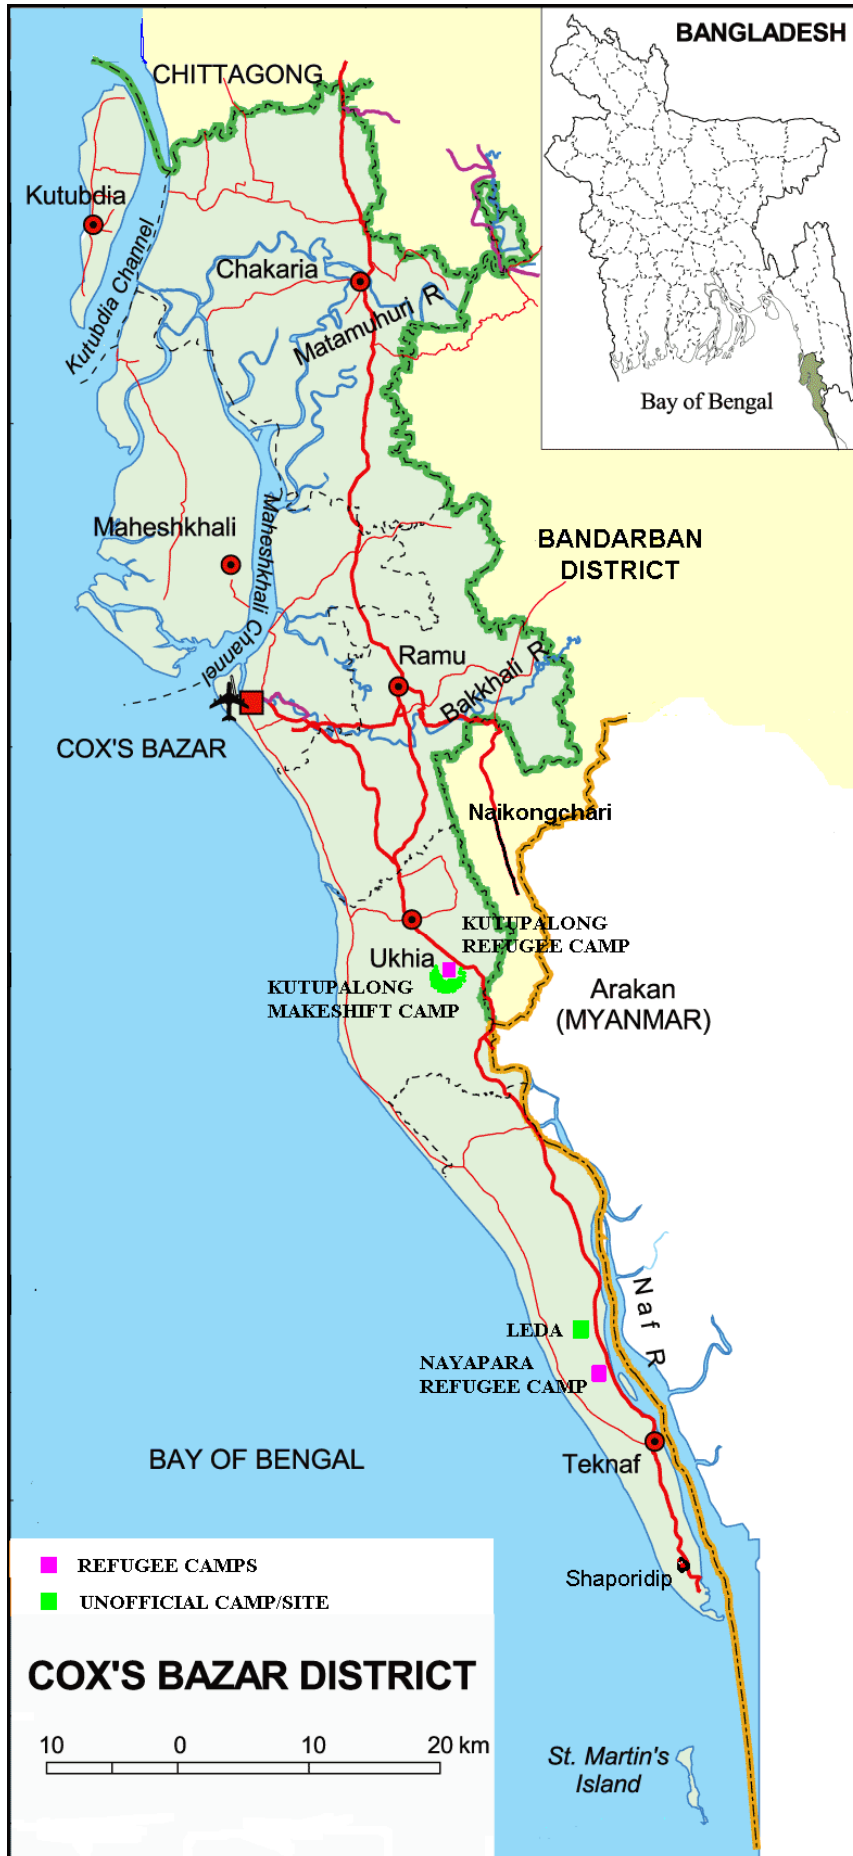 BANGLADESH
CHITTAGONG
Kutubdia
Kutubdia Channel
Chakaria
Matamuhuri R
Bay of Bengal
Maheshkhali
Maheshkhali Channel
BANDARBAN
DISTRICT
Ramu
Bakkhali R
COX'S BAZAR
Naikongchari
KUTUPALONG
REFUGEE CAMP
Ukhia
KUTUPALONG
MAKESHIFT CAMP
Arakan
(MYANMAR)
Naf R
LEDA
NAYAPARA
REFUGEE CAMP
BAY OF BENGAL
Teknaf
Shaporidip
REFUGEE CAMPS
UNOFFICIAL CAMP/SITE
COX'S BAZAR DISTRICT
10 0 10 20 km
St. Martin's
Island